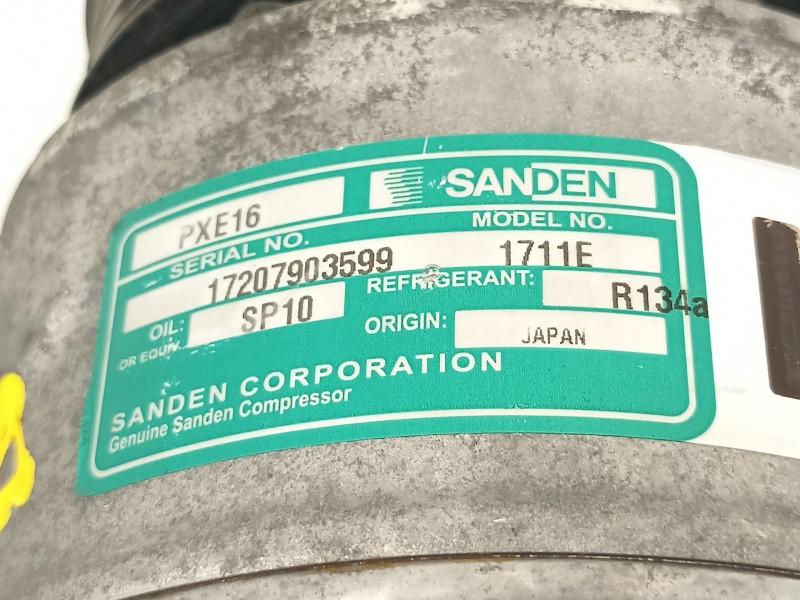 SANDEN
PXE16
SERIAL NO.
MODEL NO.
17207903599
1711E
REFRIGERANT:
R134a
OIL:
OR EQUIV.
SP10
ORIGIN:
JAPAN
SANDEN CORPORATION
Genuine Sanden Compressor